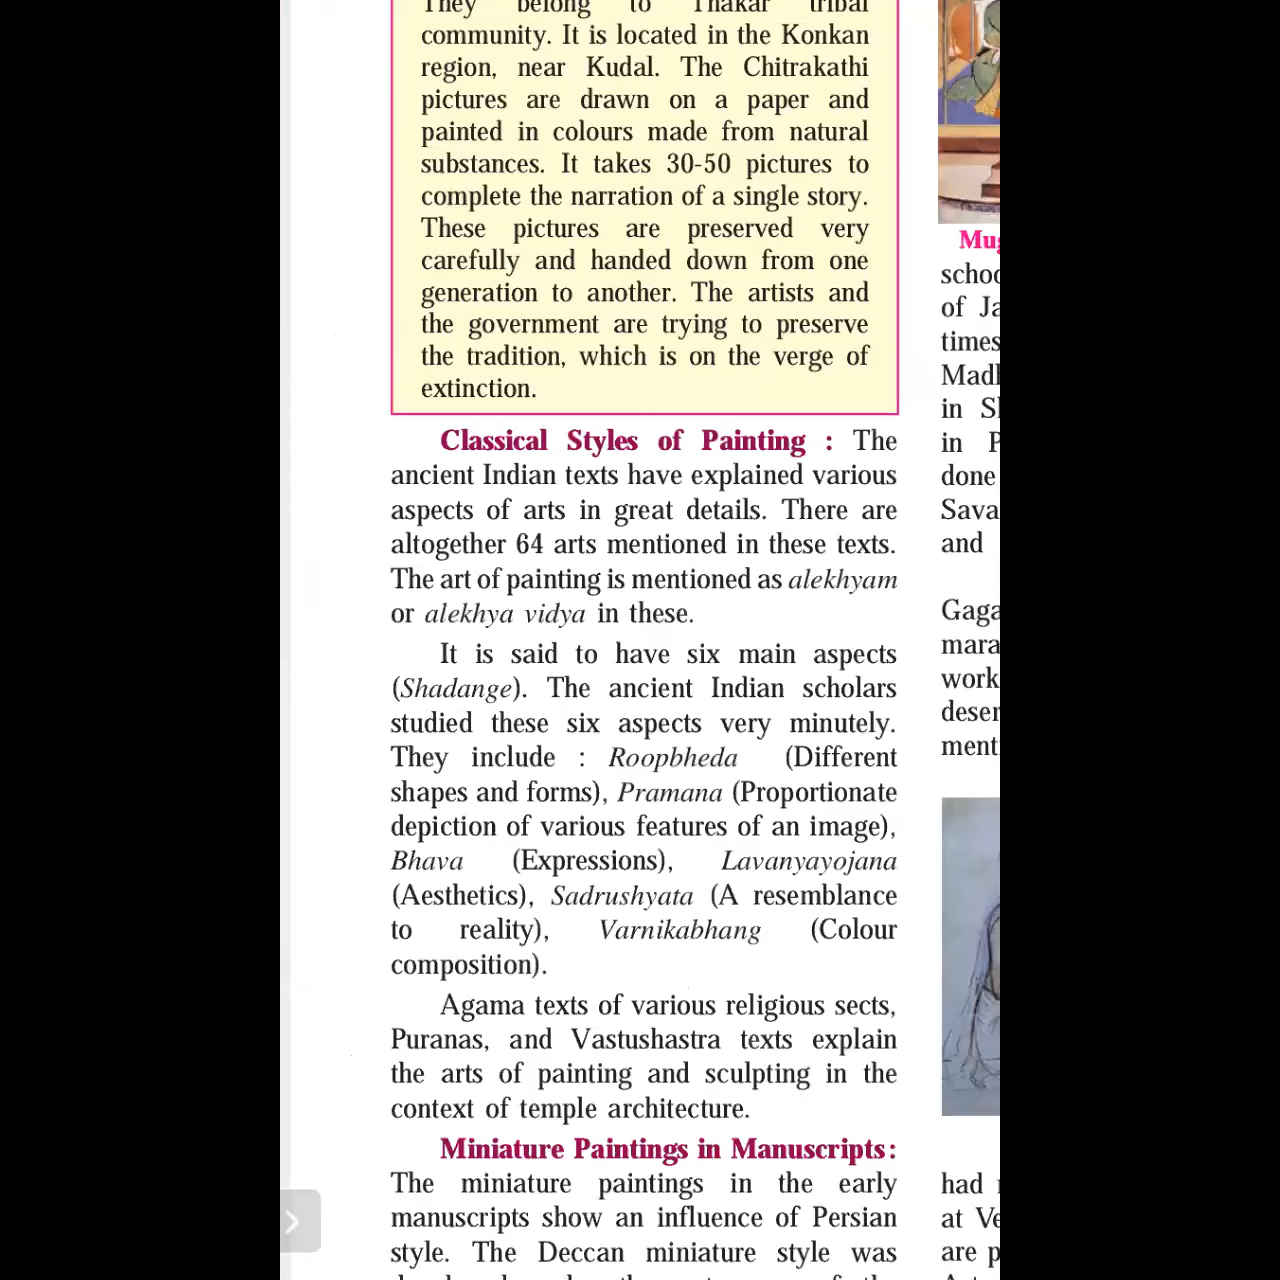 They belong to Thakar tribal
community. It is located in the Konkan
region, near Kudal. The Chitrakathi
pictures are drawn on a paper and
painted in colours made from natural
substances. It takes 30-50 pictures to
complete the narration of a single story.
These pictures are preserved very
carefully and handed down from one
generation to another. The artists and
the government are trying to preserve
the tradition, which is on the verge of
extinction.
Classical Styles of Painting : The
ancient Indian texts have explained various
aspects of arts in great details. There are
altogether 64 arts mentioned in these texts.
The art of painting is mentioned as alekhyam
or alekhya vidya in these.
It is said to have six main aspects
(Shadange). The ancient Indian scholars
studied these six aspects very minutely.
They include : Roopbheda (Different
shapes and forms), Pramana (Proportionate
depiction of various features of an image),
Bhava (Expressions), Lavanyayojana
(Aesthetics), Sadrushyata (A resemblance
to reality), Varnikabhang (Colour
composition).
Agama texts of various religious sects,
Puranas, and Vastushastra texts explain
the arts of painting and sculpting in the
context of temple architecture.
Miniature Paintings in Manuscripts:
The miniature paintings in the early
manuscripts show an influence of Persian
style. The Deccan miniature style was
of
times
in
in
done
and
work
had
at
are